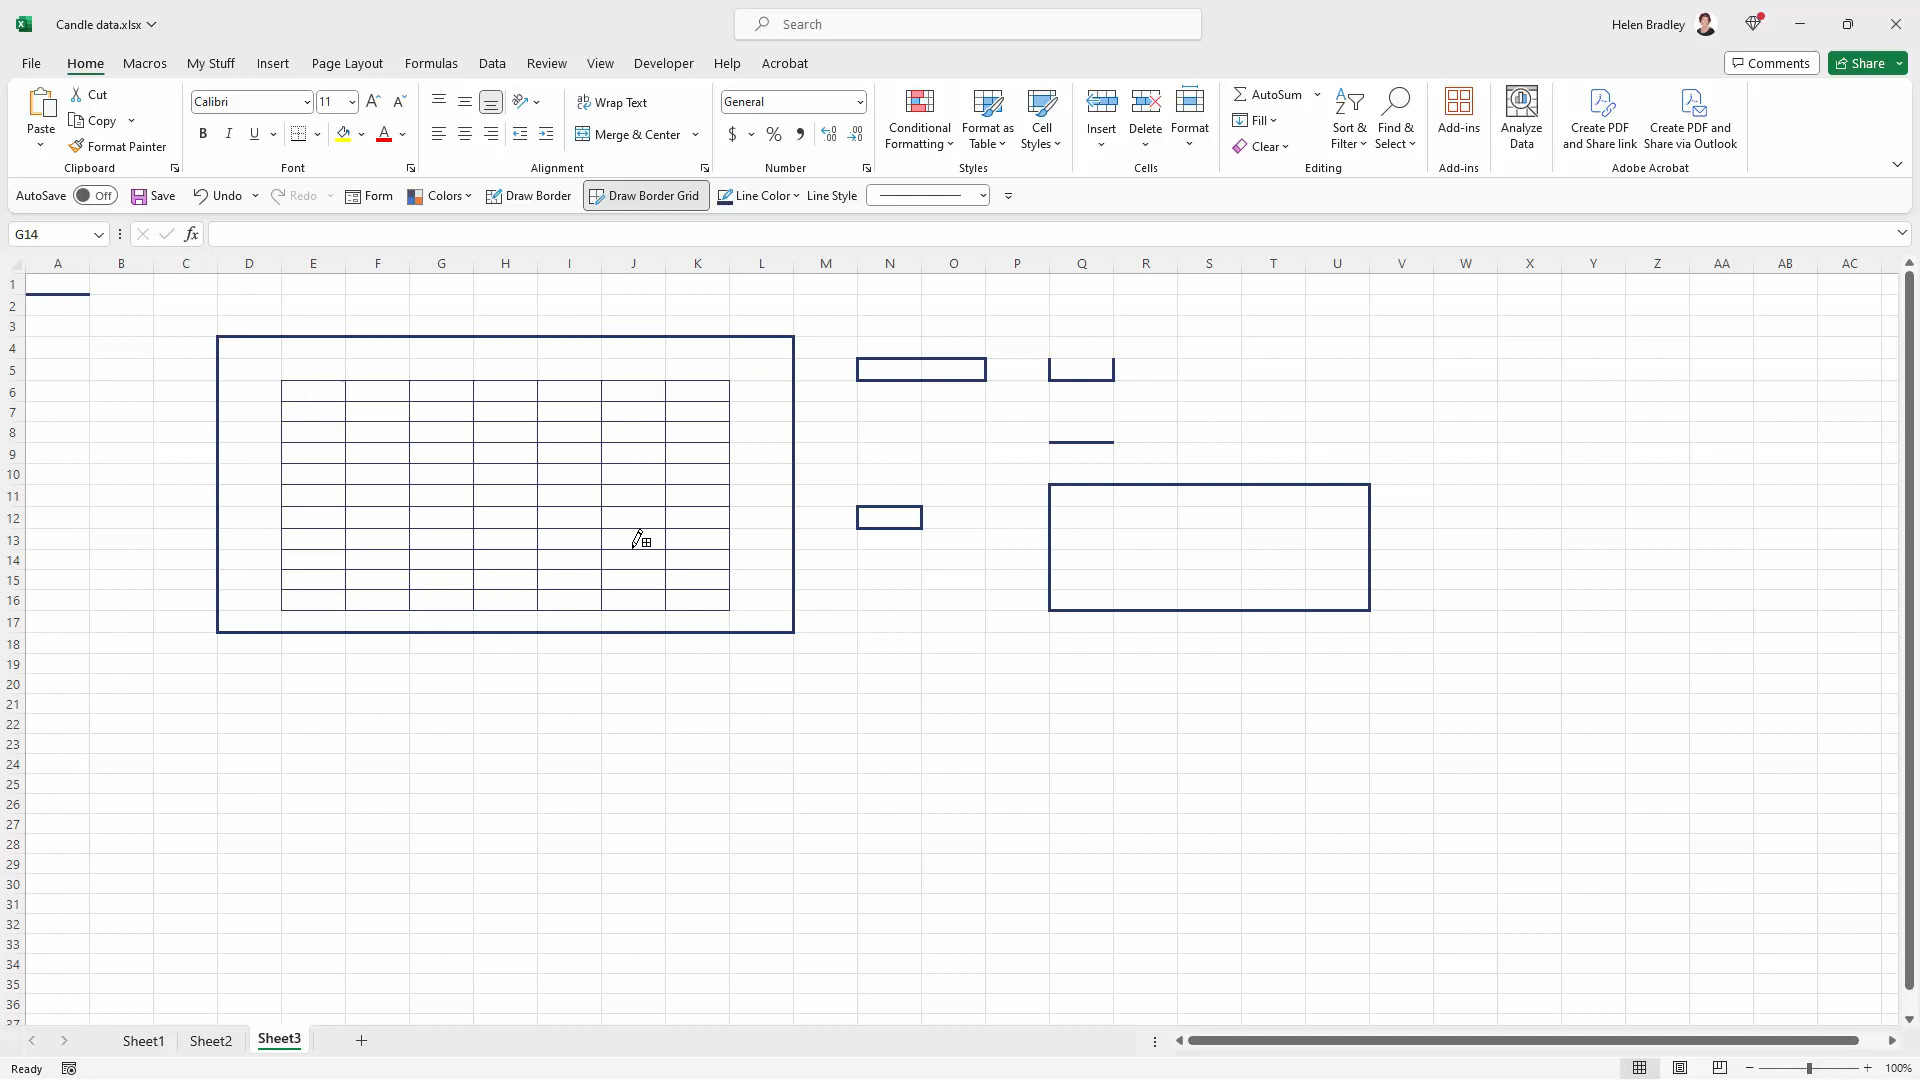 Candle data.xlsx
Search
Helen Bradley
File Home Macros My Stuff Insert Page Layout Formulas Data Review View Developer Help Acrobat
Comments Share
Paste
Cut
Copy
Format Painter
Clipboard
Calibri 11
B I U
Font
Wrap Text
Merge & Center
Alignment
General
$ % 9
Number
Conditional Formatting
Format as Table
Cell Styles
Styles
Insert Delete Format
Cells
AutoSum
Fill
Clear
Sort & Filter
Find & Select
Editing
Add-ins
Add-ins
Analyze Data
Create PDF and Share link
Create PDF and Share via Outlook
Adobe Acrobat
AutoSave Off Save Undo Redo Form Colors Draw Border Draw Border Grid Line Color Line Style
G14 fx
A B C D E F G H I J K L M N O P Q R S T U V W X Y Z AA AB AC
1
2
3
4
5
6
7
8
9
10
11
12
13
14
15
16
17
18
19
20
21
22
23
24
25
26
27
28
29
30
31
32
33
34
35
36
37
Sheet1 Sheet2 Sheet3
Ready 100%